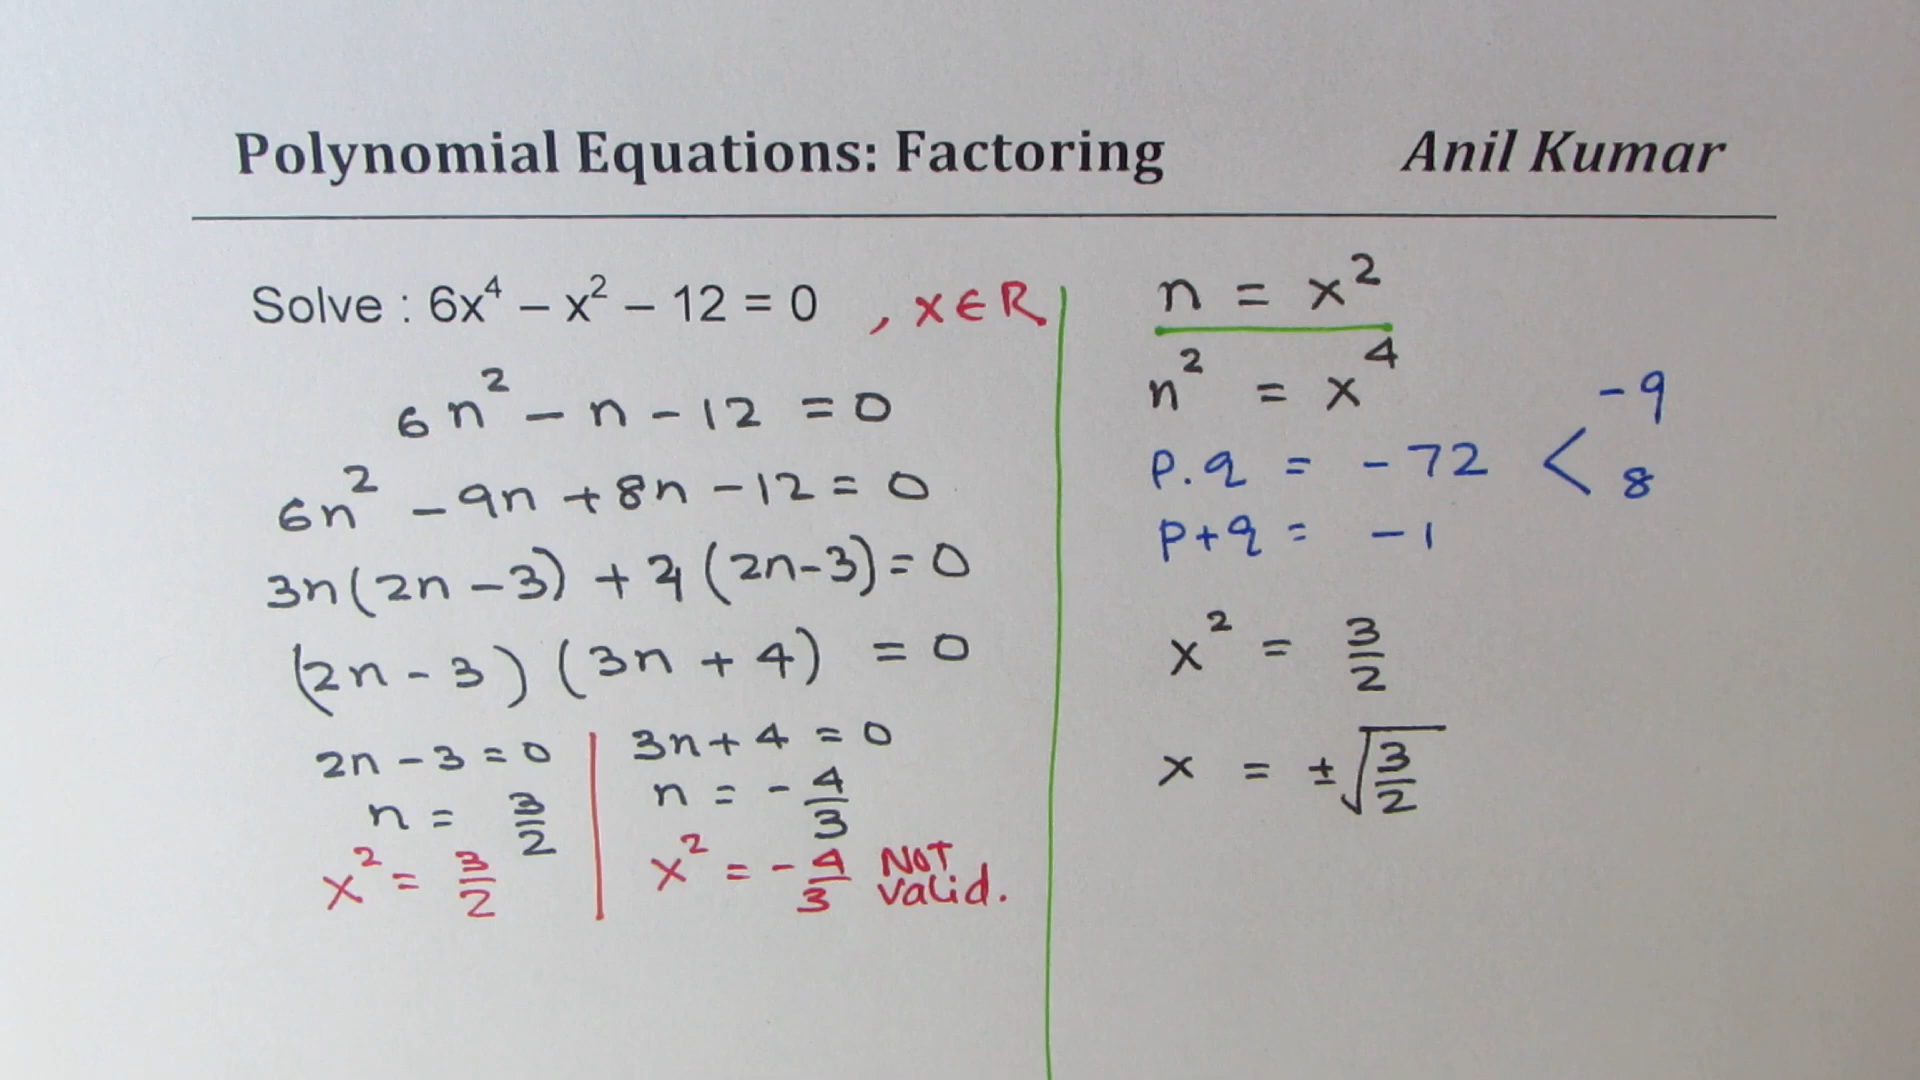 Polynomial Equations: Factoring Anil Kumar
Solve : 6x⁴ – x² – 12 = 0 , x ∈ R
6n² – n – 12 = 0
6n² – 9n + 8n – 12 = 0
3n(2n – 3) + 4(2n – 3) = 0
(2n – 3)(3n + 4) = 0
2n – 3 = 0
n = 3/2
x² = 3/2
3n + 4 = 0
n = – 4/3
x² = – 4/3 NOT valid.
n = x²
n² = x⁴
p.q = – 72 < – 9
8
p + q = – 1
x² = 3/2
x = ± √(3/2)